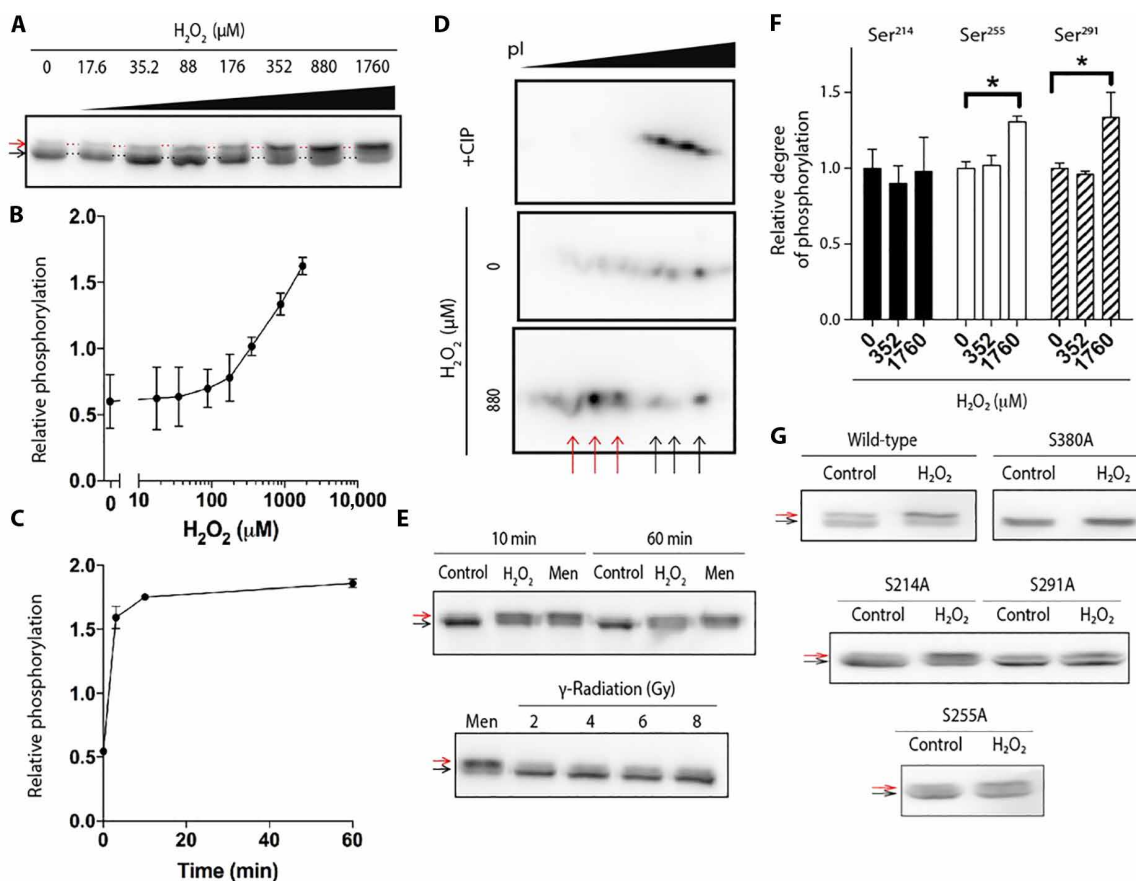 A
H₂O₂ (µM)
0 17.6 35.2 88 176 352 880 1760
B
2.0
1.5
1.0
0.5
0.0
Relative phosphorylation
0 10 100 1000 10,000
H₂O₂ (µM)
C
2.0
1.5
1.0
0.5
0.0
Relative phosphorylation
0 20 40 60
Time (min)
D
pI
+CIP
0
880
H₂O₂ (µM)
E
10 min 60 min
Control H₂O₂ Men Control H₂O₂ Men
γ-Radiation (Gy)
Men 2 4 6 8
F
Ser²¹⁴ Ser²⁵⁵ Ser²⁹¹
* *
1.5
1.0
0.5
0.0
Relative degree
of phosphorylation
0 352 1760 0 352 1760 0 352 1760
H₂O₂ (µM)
G
Wild-type S380A
Control H₂O₂ Control H₂O₂
S214A S291A
Control H₂O₂ Control H₂O₂
S255A
Control H₂O₂